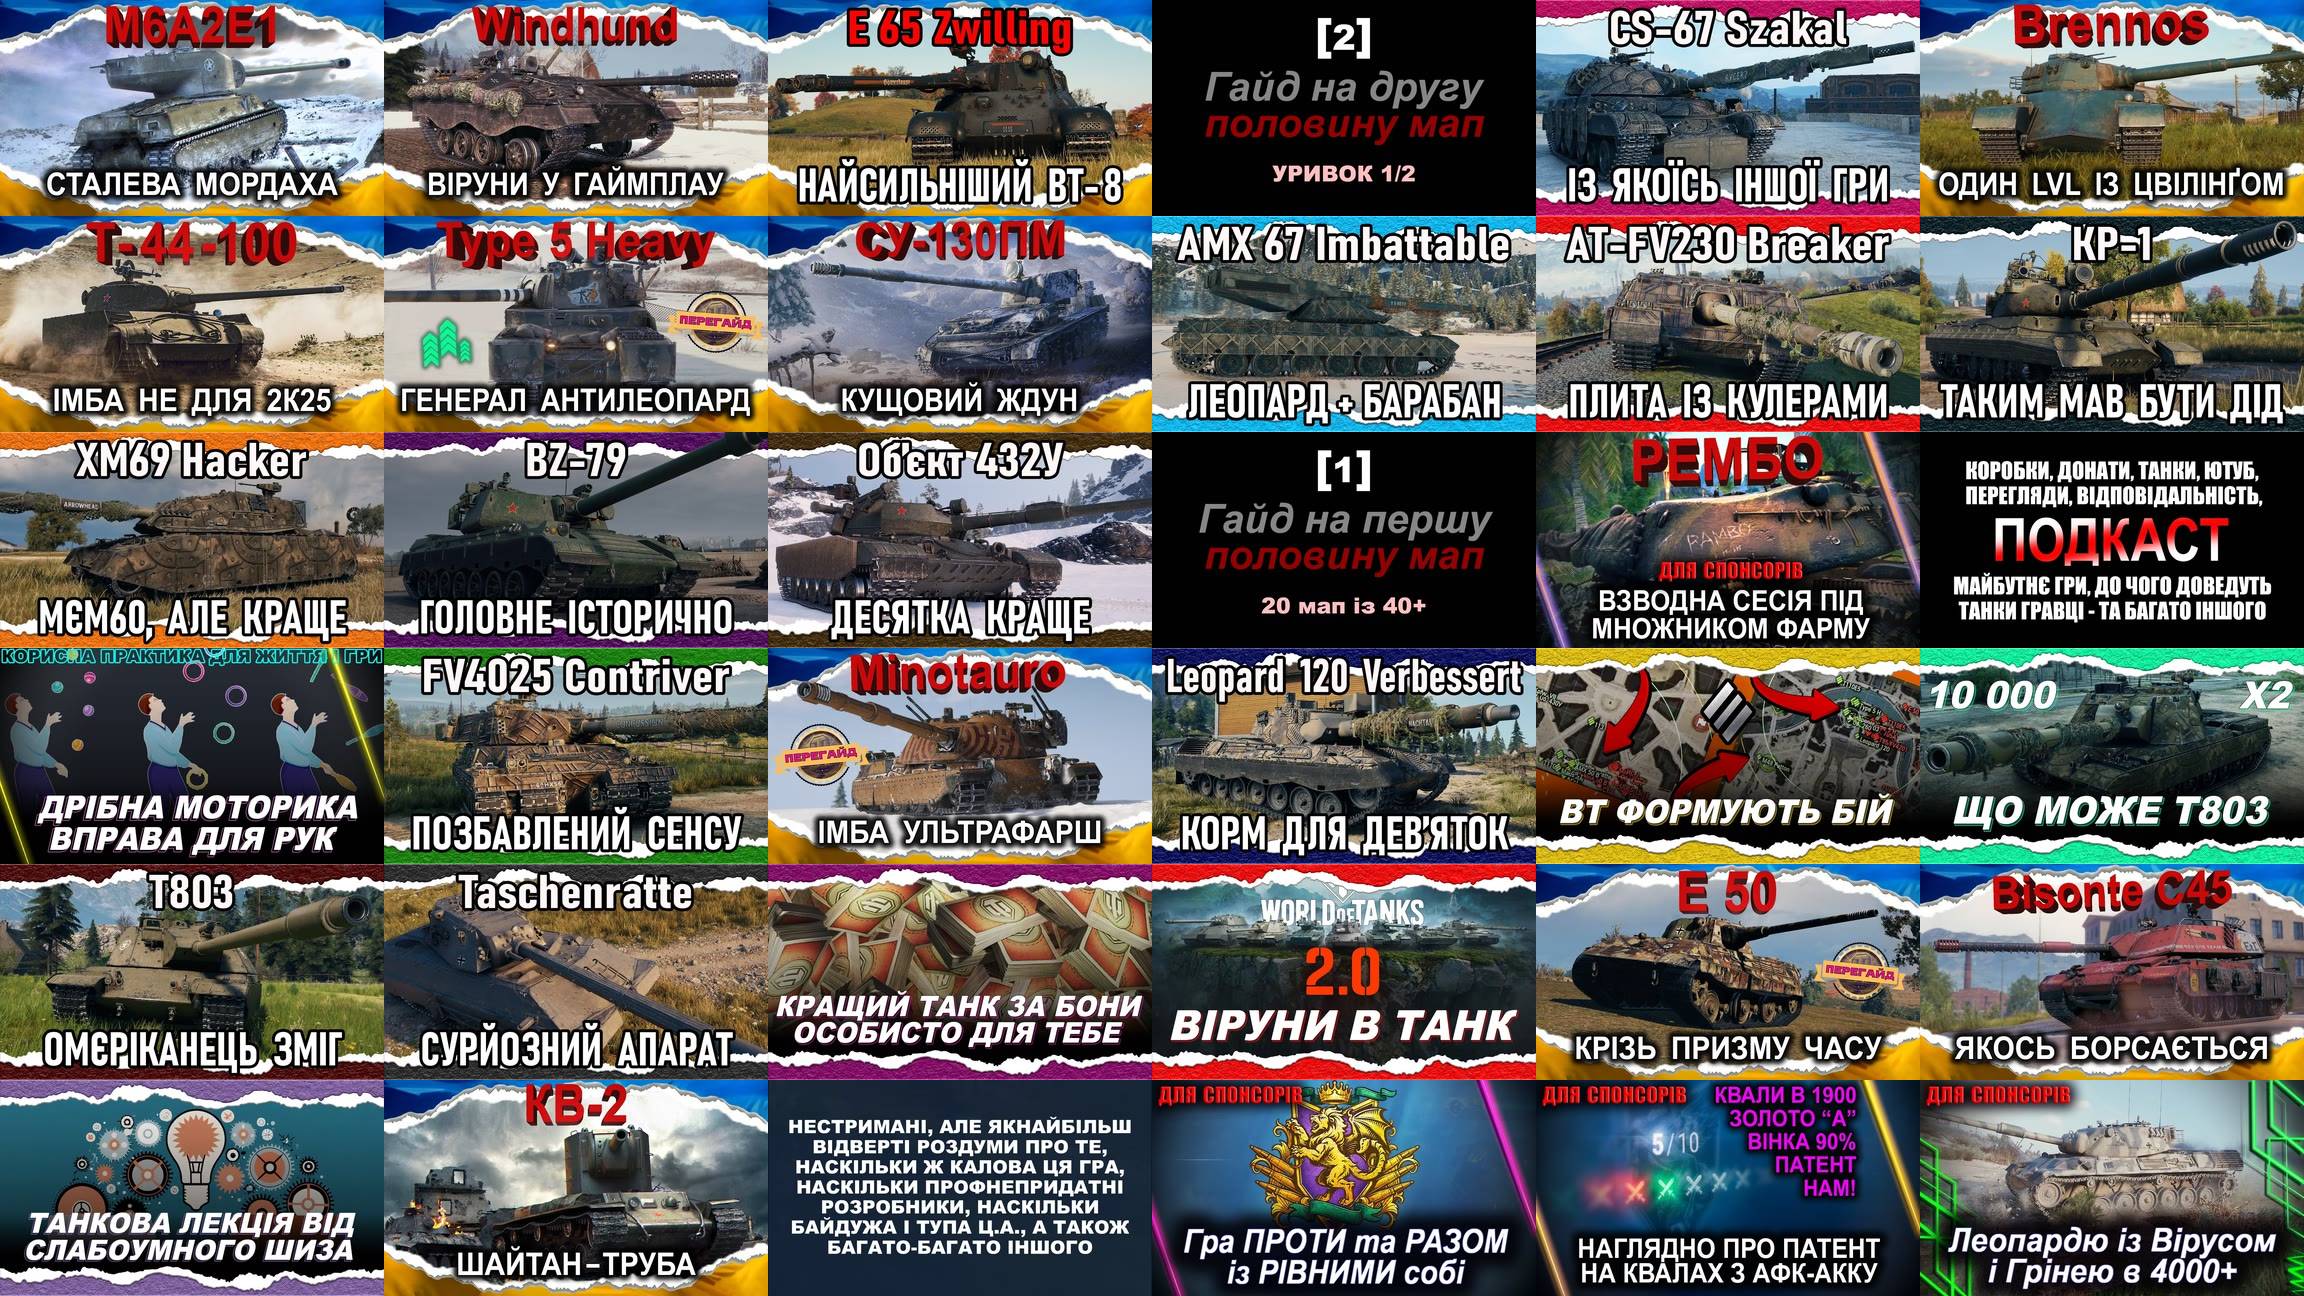 M6A2E1
СТАЛЕВА МОРДАХА
Windhund
ВІРУНИ У ГАЙМПЛАУ
E 65 Zwilling
НАЙСИЛЬНІШИЙ ВТ-8
[2]
Гайд на другу
половину мап
УРИВОК 1/2
CS-67 Szakal
ІЗ ЯКОЇСЬ ІНШОЇ ГРИ
Brennos
ОДИН LVL ІЗ ЦВІЛІНҐОМ
Т-44-100
ІМБА НЕ ДЛЯ 2К25
Type 5 Heavy
ПЕРЕГАЙД
ГЕНЕРАЛ АНТИЛЕОПАРД
СУ-130ПМ
КУЩОВИЙ ЖДУН
AMX 67 Imbattable
ЛЕОПАРД + БАРАБАН
AT-FV230 Breaker
ПЛИТА ІЗ КУЛЕРАМИ
КР-1
ТАКИМ МАВ БУТИ ДІД
XM69 Hacker
ARROWHEAD
МЄМ60, АЛЕ КРАЩЕ
BZ-79
ГОЛОВНЕ ІСТОРИЧНО
Об'єкт 432У
ДЕСЯТКА КРАЩЕ
[1]
Гайд на першу
половину мап
20 мап із 40+
РЕМБО
RAMBO
ДЛЯ СПОНСОРІВ
ВЗВОДНА СЕСІЯ ПІД
МНОЖНИКОМ ФАРМУ
КОРОБКИ, ДОНАТИ, ТАНКИ, ЮТУБ,
ПЕРЕГЛЯДИ, ВІДПОВІДАЛЬНІСТЬ,
ПОДКАСТ
МАЙБУТНЄ ГРИ, ДО ЧОГО ДОВЕДУТЬ
ТАНКИ ГРАВЦІ - ТА БАГАТО ІНШОГО
КОРИСНА ПРАКТИКА ДЛЯ ЖИТТЯ І ГРИ
ДРІБНА МОТОРИКА
ВПРАВА ДЛЯ РУК
FV4025 Contriver
ПОЗБАВЛЕНИЙ СЕНСУ
Minotauro
ПЕРЕГАЙД
ІМБА УЛЬТРАФАРШ
Leopard 120 Verbessert
КОРМ ДЛЯ ДЕВ'ЯТОК
ВТ ФОРМУЮТЬ БІЙ
10 000
X2
ЩО МОЖЕ Т803
T803
ОМЄРІКАНЕЦЬ ЗМІГ
Taschenratte
СУРЙОЗНИЙ АПАРАТ
КРАЩИЙ ТАНК ЗА БОНИ
ОСОБИСТО ДЛЯ ТЕБЕ
WORLD OF TANKS
2.0
ВІРУНИ В ТАНК
E 50
ПЕРЕГАЙД
КРІЗЬ ПРИЗМУ ЧАСУ
Bisonte C45
ЯКОСЬ БОРСАЄТЬСЯ
ТАНКОВА ЛЕКЦІЯ ВІД
СЛАБОУМНОГО ШИЗА
КВ-2
ШАЙТАН-ТРУБА
НЕСТРИМАНІ, АЛЕ ЯКНАЙБІЛЬШ
ВІДВЕРТІ РОЗДУМИ ПРО ТЕ,
НАСКІЛЬКИ Ж КАЛОВА ЦЯ ГРА,
НАСКІЛЬКИ ПРОФНЕПРИДАТНІ
РОЗРОБНИКИ, НАСКІЛЬКИ
БАЙДУЖА І ТУПА Ц.А., А ТАКОЖ
БАГАТО-БАГАТО ІНШОГО
ДЛЯ СПОНСОРІВ
Гра ПРОТИ та РАЗОМ
із РІВНИМИ собі
ДЛЯ СПОНСОРІВ
КВАЛИ В 1900
ЗОЛОТО “А”
ВІНКА 90%
ПАТЕНТ
НАМ!
5/10
НАГЛЯДНО ПРО ПАТЕНТ
НА КВАЛАХ З АФК-АККУ
ДЛЯ СПОНСОРІВ
Леопардю із Вірусом
і Грінею в 4000+